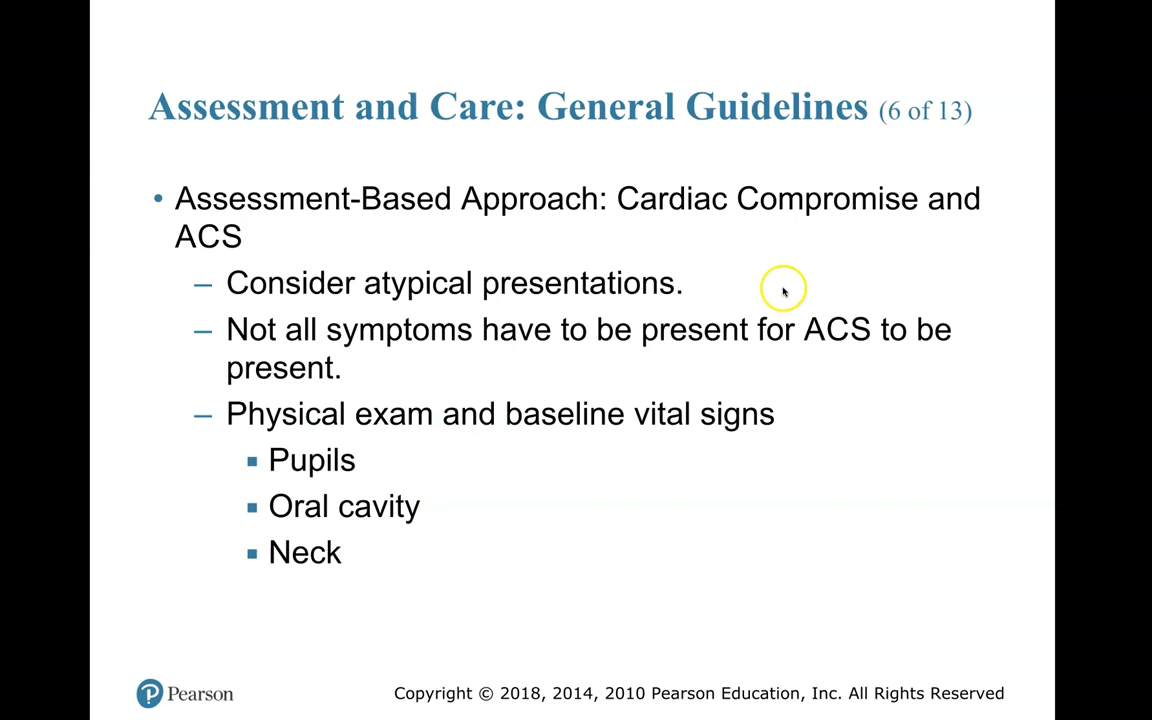 Assessment and Care: General Guidelines (6 of 13)
• Assessment-Based Approach: Cardiac Compromise and
ACS
– Consider atypical presentations.
– Not all symptoms have to be present for ACS to be
present.
– Physical exam and baseline vital signs
▪ Pupils
▪ Oral cavity
▪ Neck
P Pearson
Copyright © 2018, 2014, 2010 Pearson Education, Inc. All Rights Reserved